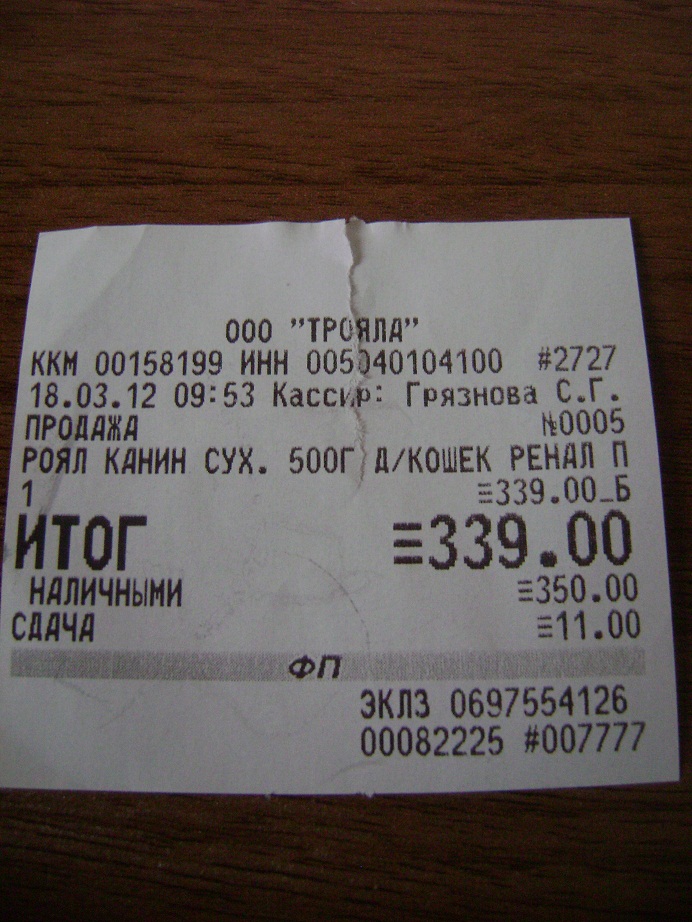 ООО "ТРОЯЛА"
ККМ 00158199 ИНН 005040104100 #2727
18.03.12 09:53 Кассир: Грязнова С.Г.
ПРОДАЖА №0005
РОЯЛ КАНИН СУХ. 500Г Д/КОШЕК РЕНАЛ П
1 ≡339.00_Б
ИТОГ ≡339.00
НАЛИЧНЫМИ ≡350.00
СДАЧА ≡11.00
ФП
ЭКЛЗ 0697554126
00082225 #007777